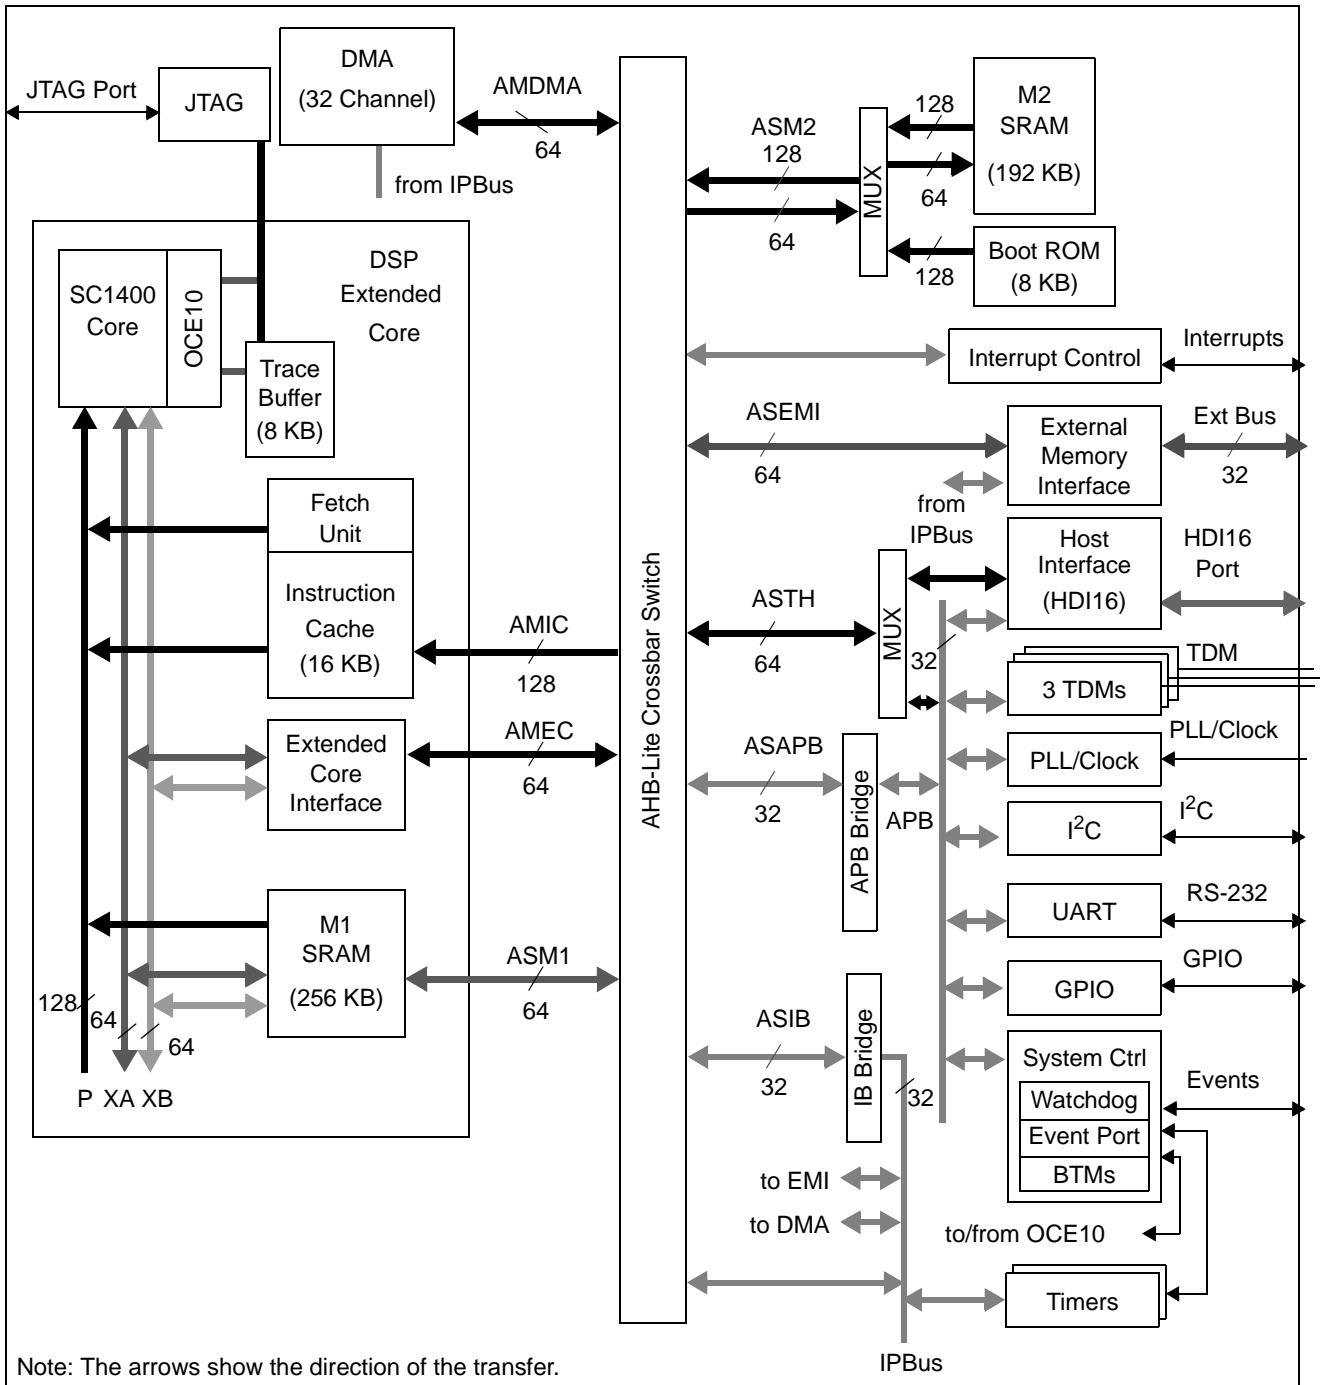 JTAG Port
JTAG
DMA
(32 Channel)
AMDMA
64
from IPBus
ASM2
128
64
MUX
128
64
M2
SRAM
(192 KB)
128
Boot ROM
(8 KB)
DSP
Extended
Core
SC1400
Core
OCE10
Trace
Buffer
(8 KB)
Interrupt Control
Interrupts
ASEMI
64
External
Memory
Interface
Ext Bus
32
from
IPBus
Fetch
Unit
Instruction
Cache
(16 KB)
AMIC
128
AHB-Lite Crossbar Switch
ASTH
64
MUX
32
Host
Interface
(HDI16)
HDI16
Port
3 TDMs
TDM
Extended
Core
Interface
AMEC
64
ASAPB
32
APB Bridge
APB
PLL/Clock
PLL/Clock
I2C
I2C
UART
RS-232
M1
SRAM
(256 KB)
ASM1
64
128
64
64
P XA XB
GPIO
GPIO
ASIB
32
IB Bridge
32
System Ctrl
Watchdog
Event Port
BTMs
Events
to EMI
to DMA
to/from OCE10
Timers
IPBus
Note: The arrows show the direction of the transfer.